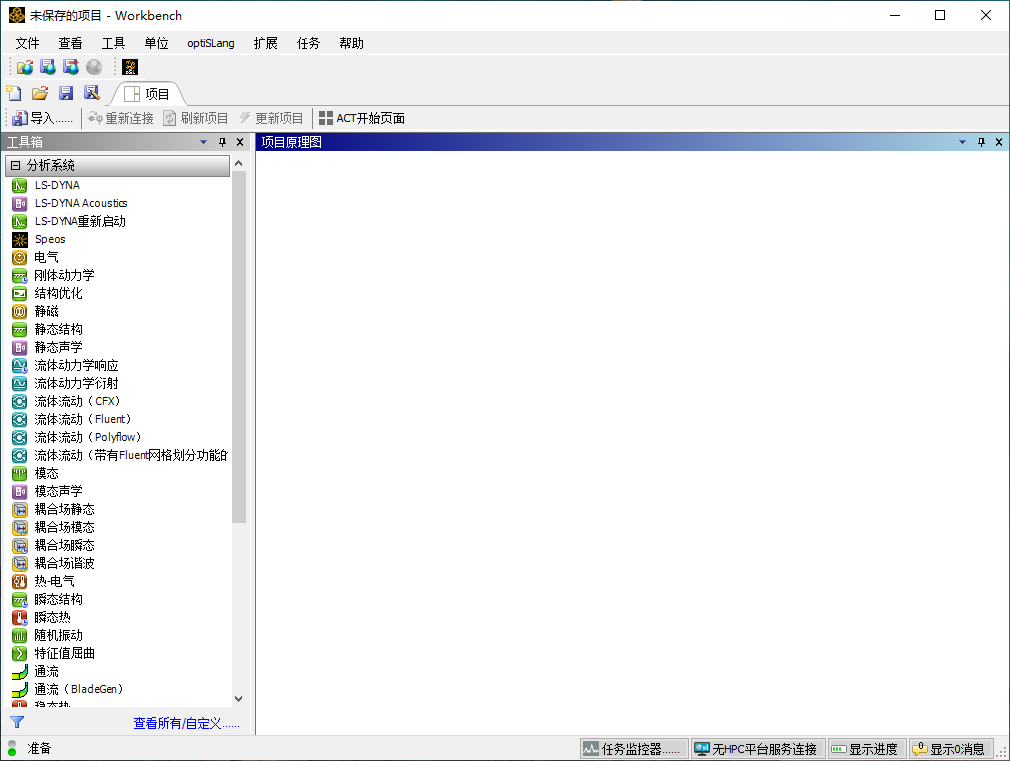 未保存的项目 - Workbench
文件 查看 工具 单位 optiSLang 扩展 任务 帮助
项目
导入...... 重新连接 刷新项目 更新项目 ACT开始页面
工具箱
项目原理图
分析系统
LS-DYNA
LS-DYNA Acoustics
LS-DYNA重新启动
Speos
电气
刚体动力学
结构优化
静磁
静态结构
静态声学
流体动力学响应
流体动力学衍射
流体流动（CFX）
流体流动（Fluent）
流体流动（Polyflow）
流体流动（带有Fluent网格划分功能的
模态
模态声学
耦合场静态
耦合场模态
耦合场瞬态
耦合场谐波
热-电气
瞬态结构
瞬态热
随机振动
特征值屈曲
通流
通流（BladeGen）
稳态热
查看所有/自定义......
准备
任务监控器...... 无HPC平台服务连接 显示进度 显示0消息